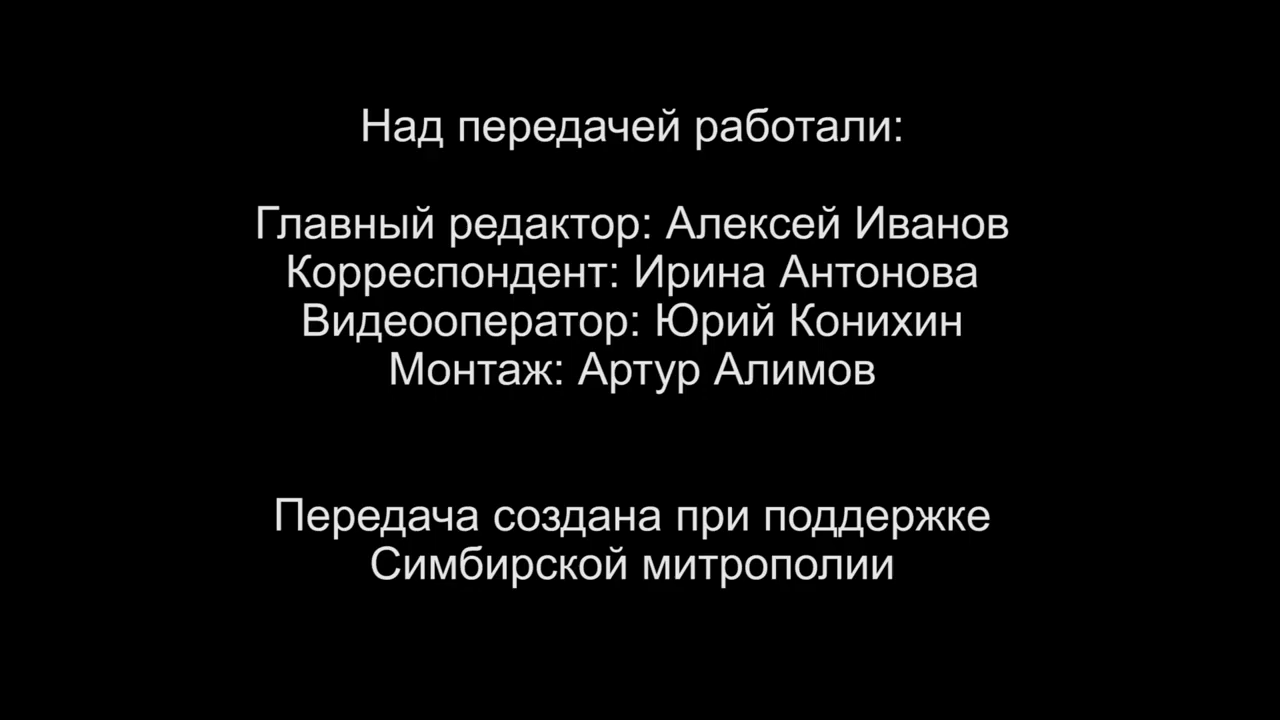 Над передачей работали:
Главный редактор: Алексей Иванов
Корреспондент: Ирина Антонова
Видеооператор: Юрий Конихин
Монтаж: Артур Алимов
Передача создана при поддержке
Симбирской митрополии